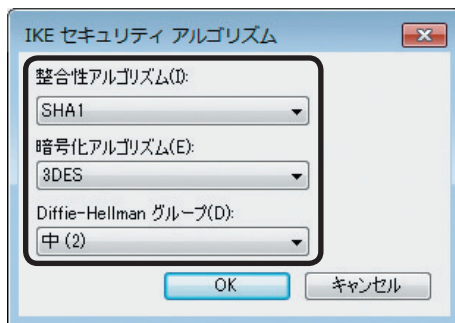 IKE セキュリティ アルゴリズム
整合性アルゴリズム(I):
SHA1
暗号化アルゴリズム(E):
3DES
Diffie-Hellman グループ(D):
中 (2)
OK
キャンセル